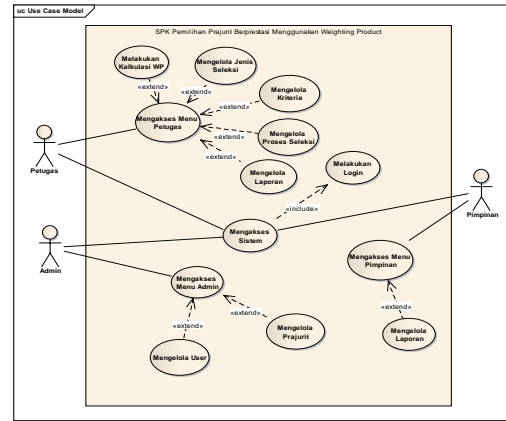 uc Use Case Model
SPK Pemilihan Prajurit Berprestasi Menggunakan Weighting Product
Melakukan
Kalkulasi WP
Mengelola Jenis
Seleksi
«extend»
«extend»
Mengelola
Kriteria
«extend»
Mengakses Menu
Petugas
«extend»
Mengelola
Proses Seleksi
«extend»
Mengelola
Laporan
Melakukan
Login
Petugas
«include»
Pimpinan
Mengakses
Sistem
Admin
Mengakses Menu
Pimpinan
Mengakses
Menu Admin
«extend»
«extend»
«extend»
Mengelola
Prajurit
Mengelola
Laporan
Mengelola User